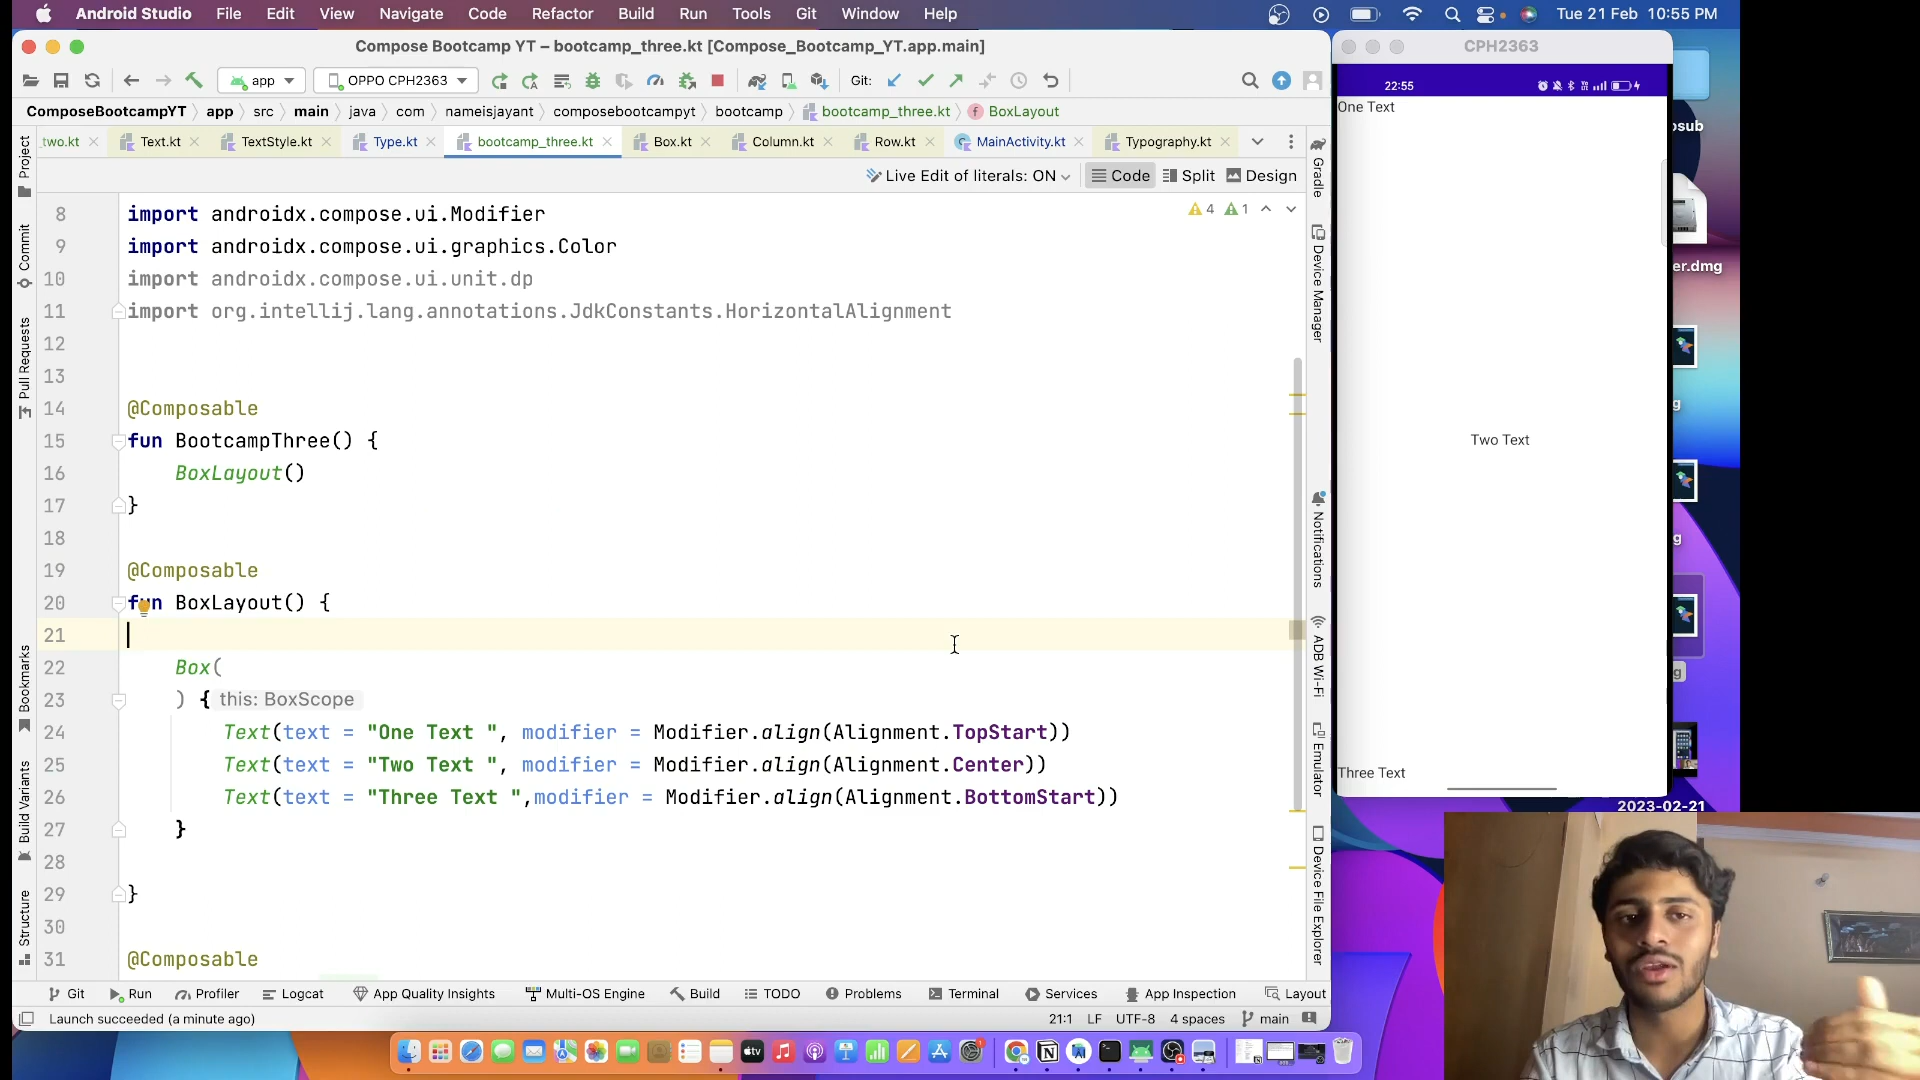 Android Studio File Edit View Navigate Code Refactor Build Run Tools Git Window Help Tue 21 Feb 10:55 PM
Compose Bootcamp YT – bootcamp_three.kt [Compose_Bootcamp_YT.app.main]
CPH2363
app OPPO CPH2363 Git:
ComposeBootcampYT app src main java com nameisjayant composebootcampyt bootcamp bootcamp_three.kt BoxLayout
_two.kt Text.kt TextStyle.kt Type.kt bootcamp_three.kt Box.kt Column.kt Row.kt MainActivity.kt Typography.kt
Live Edit of literals: ON Code Split Design
4 1
8 import androidx.compose.ui.Modifier
9 import androidx.compose.ui.graphics.Color
10 import androidx.compose.ui.unit.dp
11 import org.intellij.lang.annotations.JdkConstants.HorizontalAlignment
12
13
14 @Composable
15 fun BootcampThree() {
16 BoxLayout()
17 }
18
19 @Composable
20 fun BoxLayout() {
21
22 Box(
23 ) { this: BoxScope
24 Text(text = "One Text ", modifier = Modifier.align(Alignment.TopStart))
25 Text(text = "Two Text ", modifier = Modifier.align(Alignment.Center))
26 Text(text = "Three Text ",modifier = Modifier.align(Alignment.BottomStart))
27 }
28
29 }
30
31 @Composable
Project
Commit
Pull Requests
Bookmarks
Build Variants
Structure
Gradle
Device Manager
Notifications
ADB Wi-Fi
Emulator
Device File Explorer
22:55
One Text
Two Text
Three Text
osub
er.dmg
g
g
g
2023-02-21
Git Run Profiler Logcat App Quality Insights Multi-OS Engine Build TODO Problems Terminal Services App Inspection Layout
Launch succeeded (a minute ago) 21:1 LF UTF-8 4 spaces main
tv